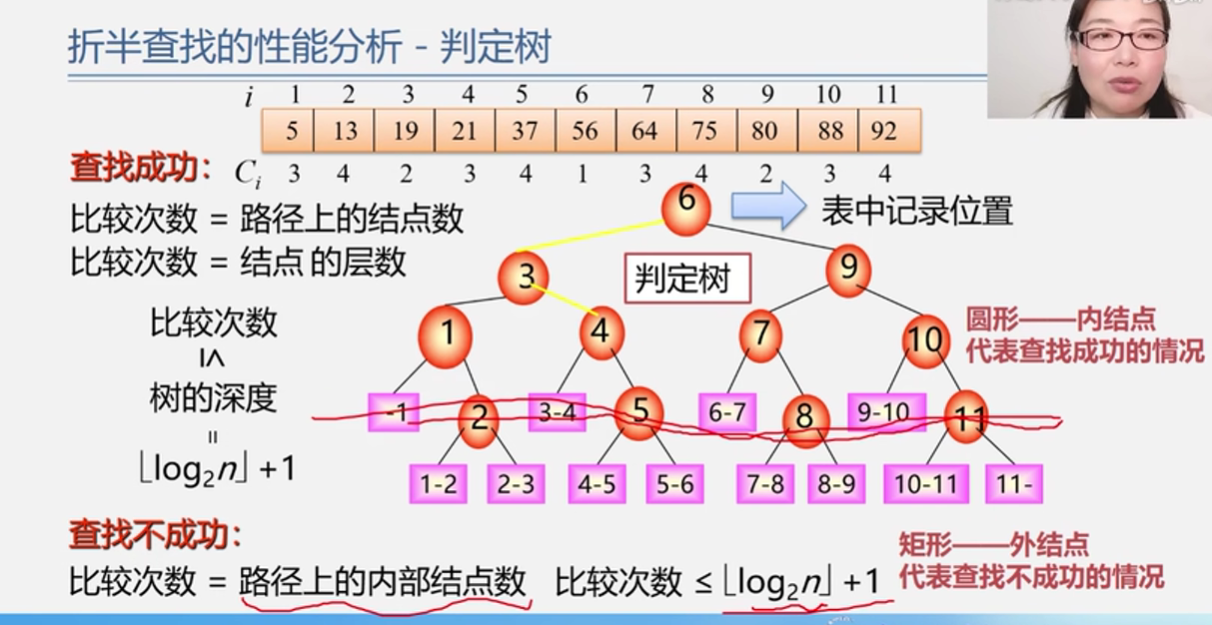 折半查找的性能分析 - 判定树
i 1 2 3 4 5 6 7 8 9 10 11
5 13 19 21 37 56 64 75 80 88 92
查找成功：
Ci 3 4 2 3 4 1 3 4 2 3 4
比较次数 = 路径上的结点数
比较次数 = 结点的层数
6
表中记录位置
3
判定树
9
1
4
7
10
圆形——内结点
代表查找成功的情况
比较次数
≤
树的深度
=
⌊log₂n⌋+1
-1
2
3-4
5
6-7
8
9-10
11
1-2
2-3
4-5
5-6
7-8
8-9
10-11
11-
查找不成功：
比较次数 = 路径上的内部结点数
比较次数 ≤ ⌊log₂n⌋+1
矩形——外结点
代表查找不成功的情况